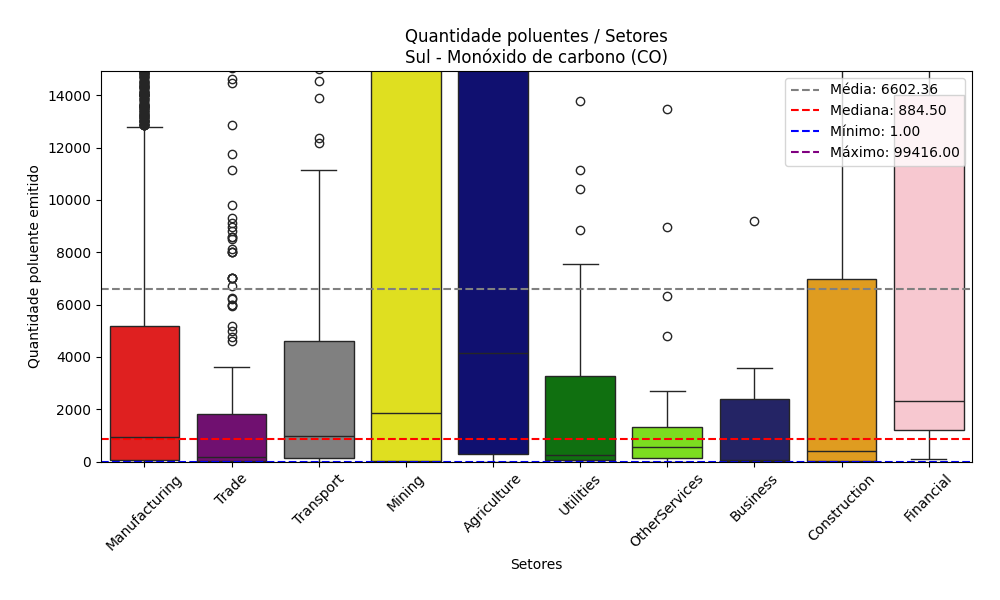 Quantidade poluentes / Setores
Sul - Monóxido de carbono (CO)
Quantidade poluente emitido
14000
12000
10000
8000
6000
4000
2000
0
Média: 6602.36
Mediana: 884.50
Mínimo: 1.00
Máximo: 99416.00
Manufacturing
Trade
Transport
Mining
Agriculture
Utilities
OtherServices
Business
Construction
Financial
Setores